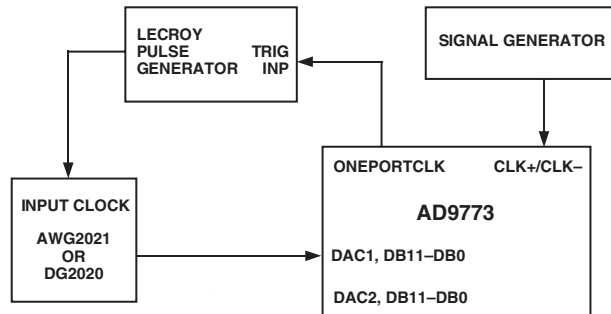 LECROY
PULSE TRIG
GENERATOR INP
SIGNAL GENERATOR
ONEPORTCLK CLK+/CLK–
AD9773
INPUT CLOCK
AWG2021
OR
DG2020
DAC1, DB11–DB0
DAC2, DB11–DB0